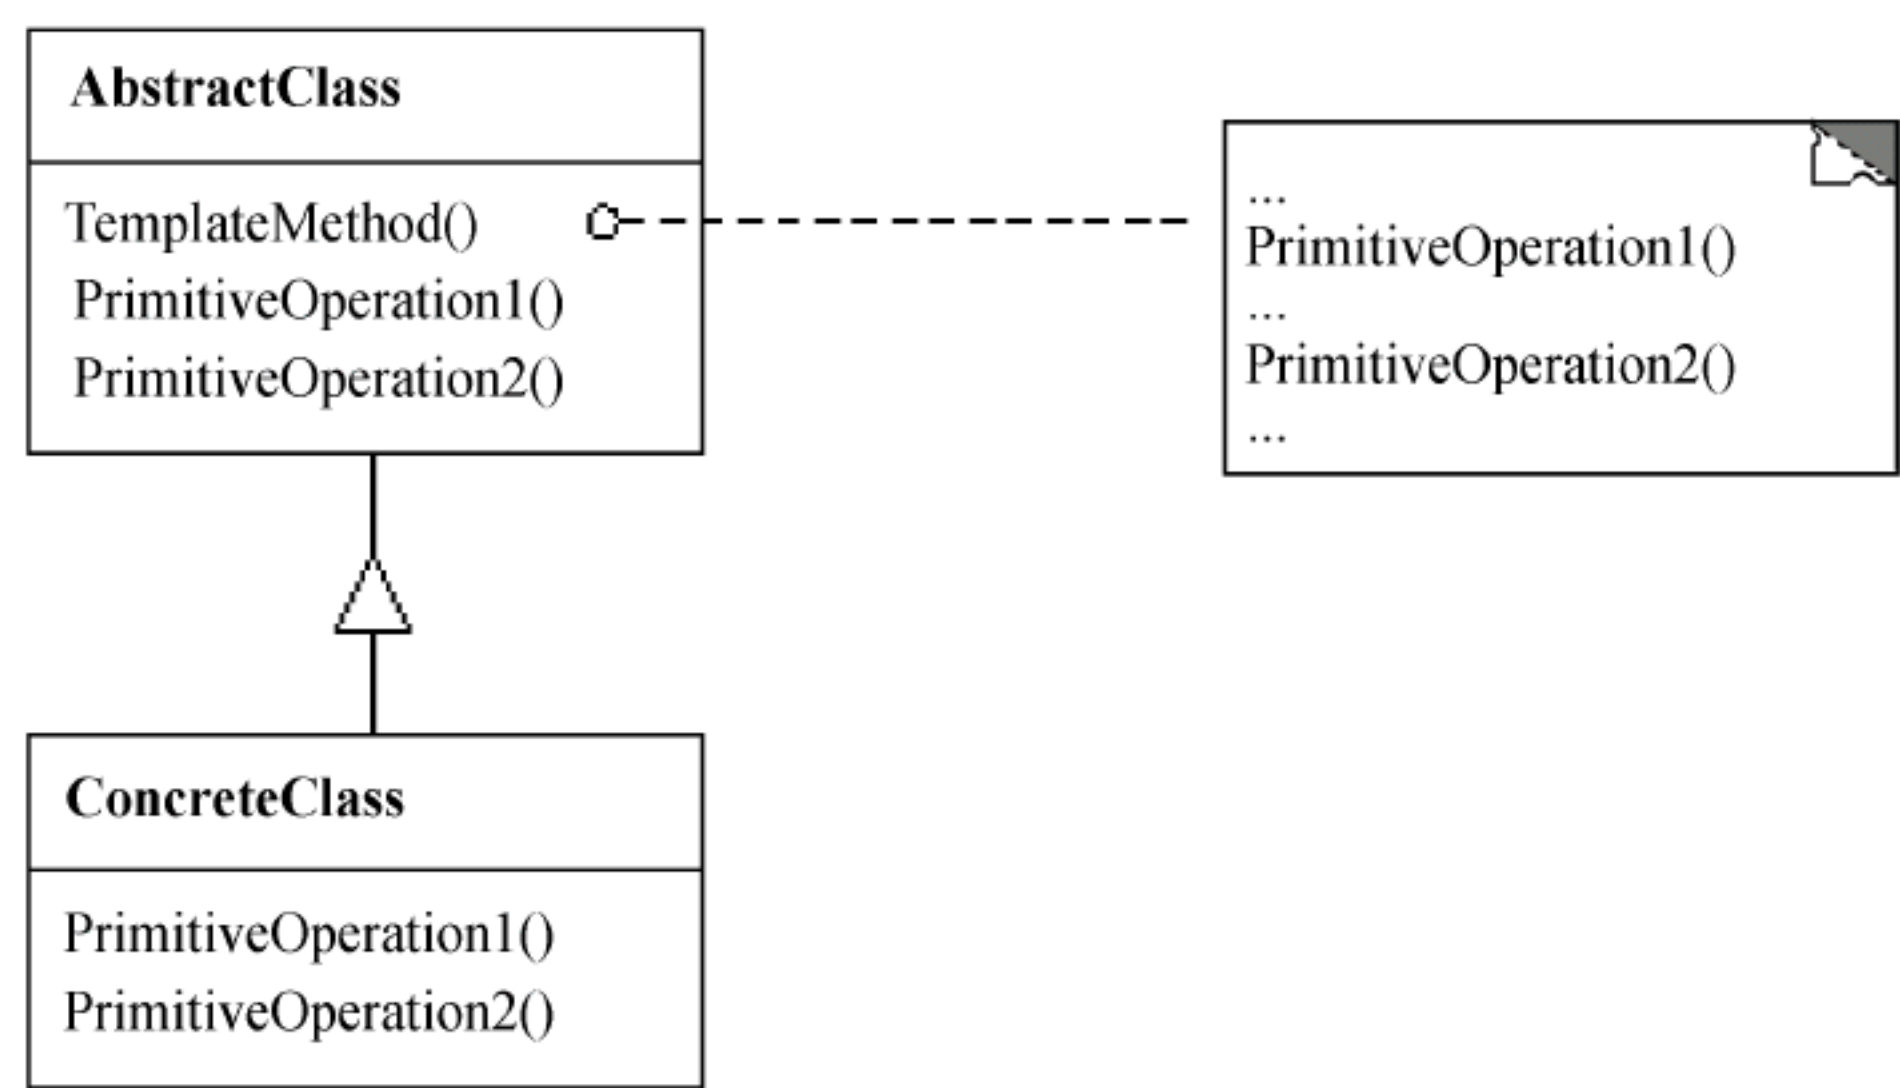 AbstractClass
TemplateMethod()
PrimitiveOperation1()
PrimitiveOperation2()
...
PrimitiveOperation1()
...
PrimitiveOperation2()
...
ConcreteClass
PrimitiveOperation1()
PrimitiveOperation2()